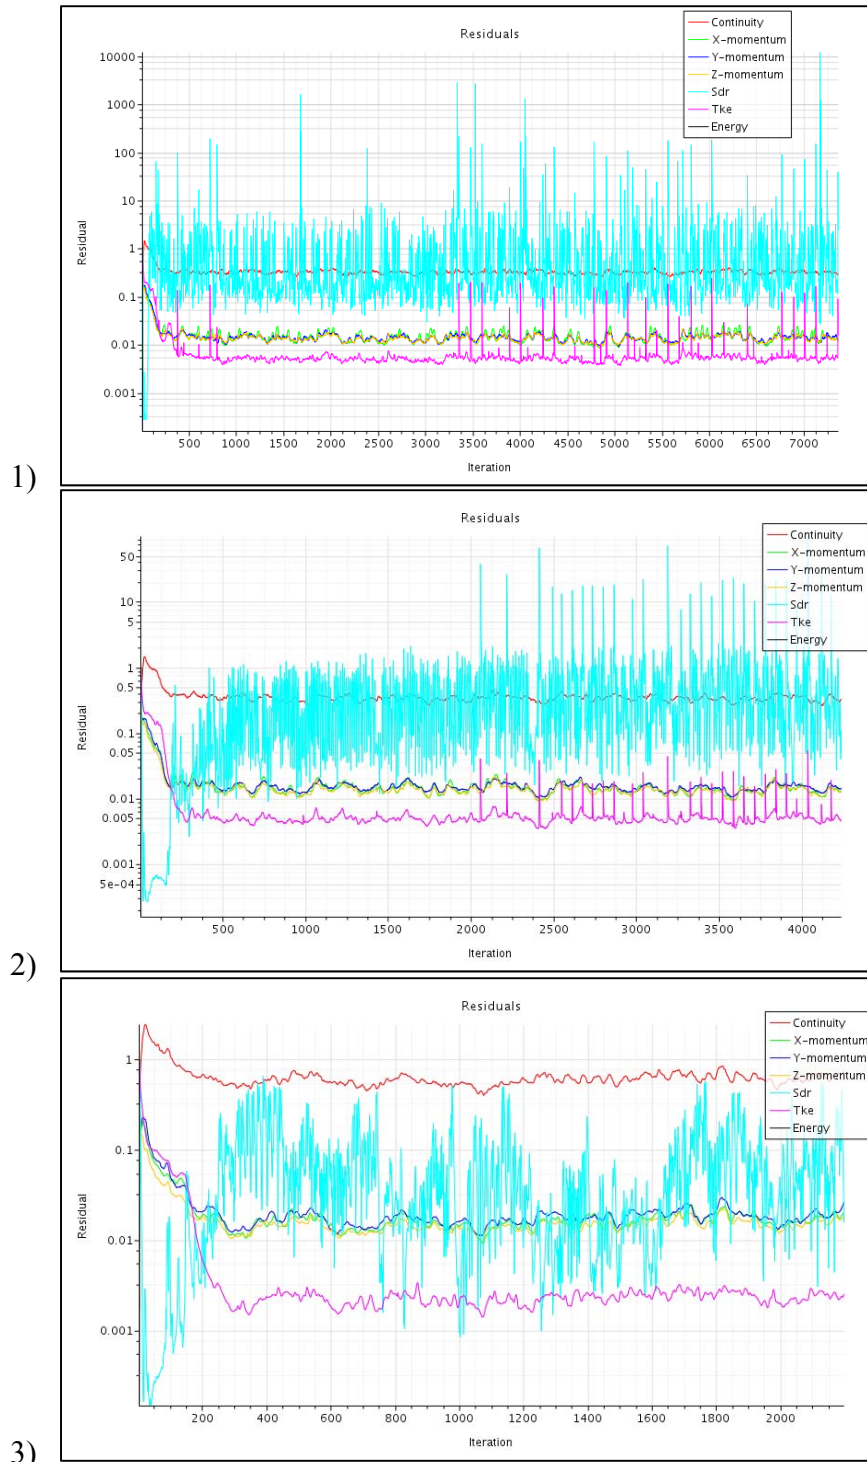 Residuals
Continuity
X-momentum
Y-momentum
Z-momentum
Sdr
Tke
Energy
10000
1000
100
10
1
0.1
0.01
0.001
Residual
500 1000 1500 2000 2500 3000 3500 4000 4500 5000 5500 6000 6500 7000
Iteration
1)
Residuals
Continuity
X-momentum
Y-momentum
Z-momentum
Sdr
Tke
Energy
50
10
5
1
0.5
0.1
0.05
0.01
0.005
0.001
5e-04
Residual
500 1000 1500 2000 2500 3000 3500 4000
Iteration
2)
Residuals
Continuity
X-momentum
Y-momentum
Z-momentum
Sdr
Tke
Energy
1
0.1
0.01
0.001
Residual
200 400 600 800 1000 1200 1400 1600 1800 2000
Iteration
3)